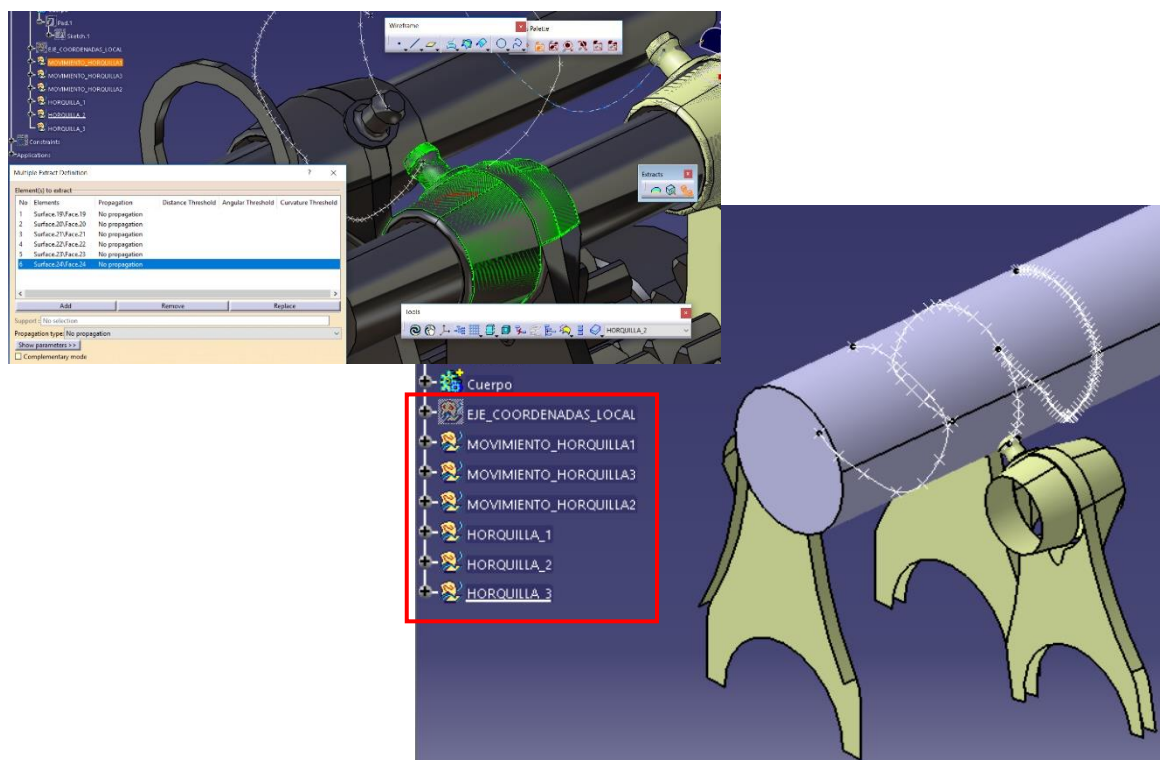 Pad.1
Sketch.1
EJE_COORDENADAS_LOCAL
MOVIMIENTO_HORQUILLA3
MOVIMIENTO_HORQUILLA2
HORQUILLA_1
HORQUILLA_2
HORQUILLA_3
Constraints
Applications
Wireframe
Palette
Multiple Extract Definition
Element(s) to extract
No Elements Propagation Distance Threshold Angular Threshold Curvature Threshold
1 Surface.19\Face.19 No propagation
2 Surface.20\Face.20 No propagation
3 Surface.21\Face.21 No propagation
4 Surface.22\Face.22 No propagation
5 Surface.23\Face.23 No propagation
6 Surface.24\Face.24 No propagation
Add Remove Replace
Support: No selection
Propagation type: No propagation
Show parameters >>
Complementary mode
Extracts
Tools
HORQUILLA_2
Cuerpo
EJE_COORDENADAS_LOCAL
MOVIMIENTO_HORQUILLA1
MOVIMIENTO_HORQUILLA3
MOVIMIENTO_HORQUILLA2
HORQUILLA_1
HORQUILLA_2
HORQUILLA_3